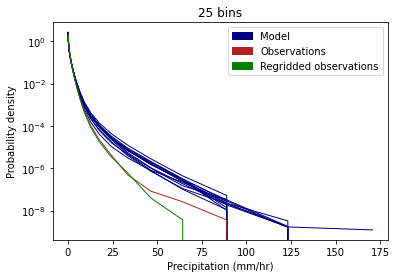 25 bins
Model
Observations
Regridded observations
Probability density
10⁰
10⁻²
10⁻⁴
10⁻⁶
10⁻⁸
0 25 50 75 100 125 150 175
Precipitation (mm/hr)